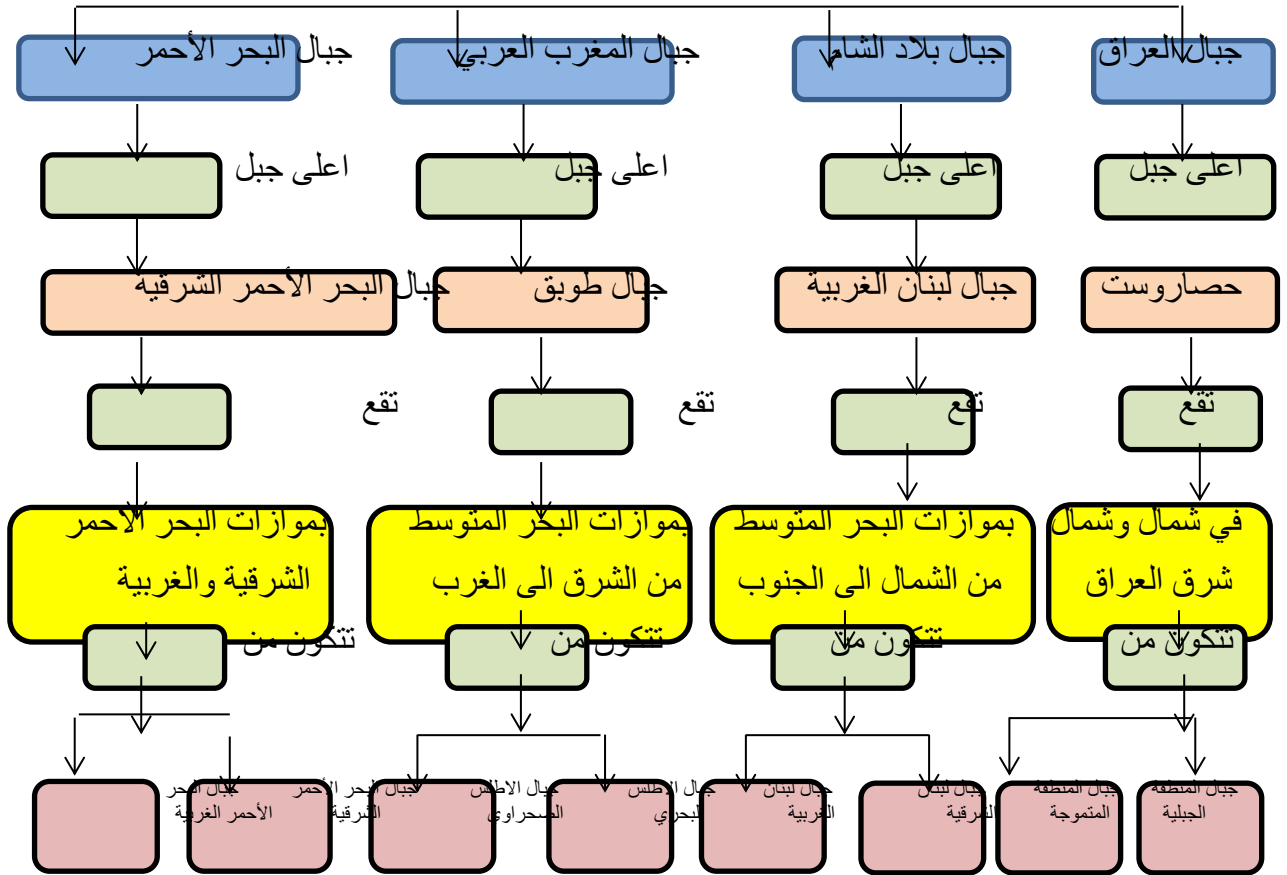 جبال العراق
جبال بلاد الشام
جبال المغرب العربي
جبال البحر الأحمر
اعلى جبل
اعلى جبل
اعلى جبل
اعلى جبل
حصاروست
جبال لبنان الغربية
جبال طوبق
جبال البحر الأحمر الشرقية
تقع
تقع
تقع
تقع
في شمال وشمال
شرق العراق
بموازات البحر المتوسط
من الشمال الى الجنوب
بموازات البحر المتوسط
من الشرق الى الغرب
بموازات البحر الأحمر
الشرقية والغربية
تتكون من
تتكون من
تتكون من
تتكون من
جبال المنطقة
الجبلية
جبال المنطقة
المتموجة
جبال لبنان
الشرقية
جبال لبنان
الغربية
جبال الاطلس
البحري
جبال الاطلس
الصحراوي
جبال البحر الأحمر
الشرقية
جبال البحر
الأحمر الغربية